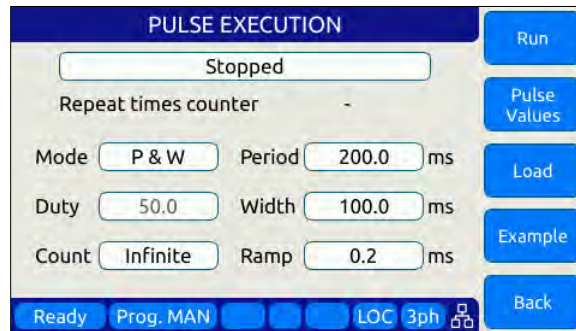 PULSE EXECUTION
Stopped
Repeat times counter -
Mode P & W Period 200.0 ms
Duty 50.0 Width 100.0 ms
Count Infinite Ramp 0.2 ms
Ready Prog. MAN LOC 3ph
Run
Pulse
Values
Load
Example
Back